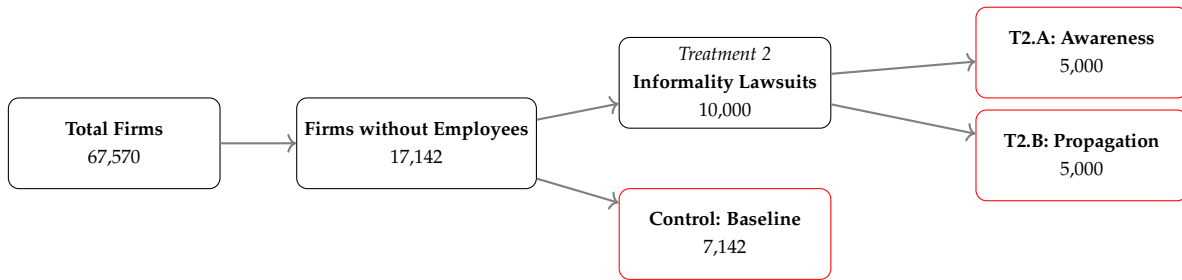 Total Firms
67,570
Firms without Employees
17,142
Treatment 2
Informality Lawsuits
10,000
Control: Baseline
7,142
T2.A: Awareness
5,000
T2.B: Propagation
5,000